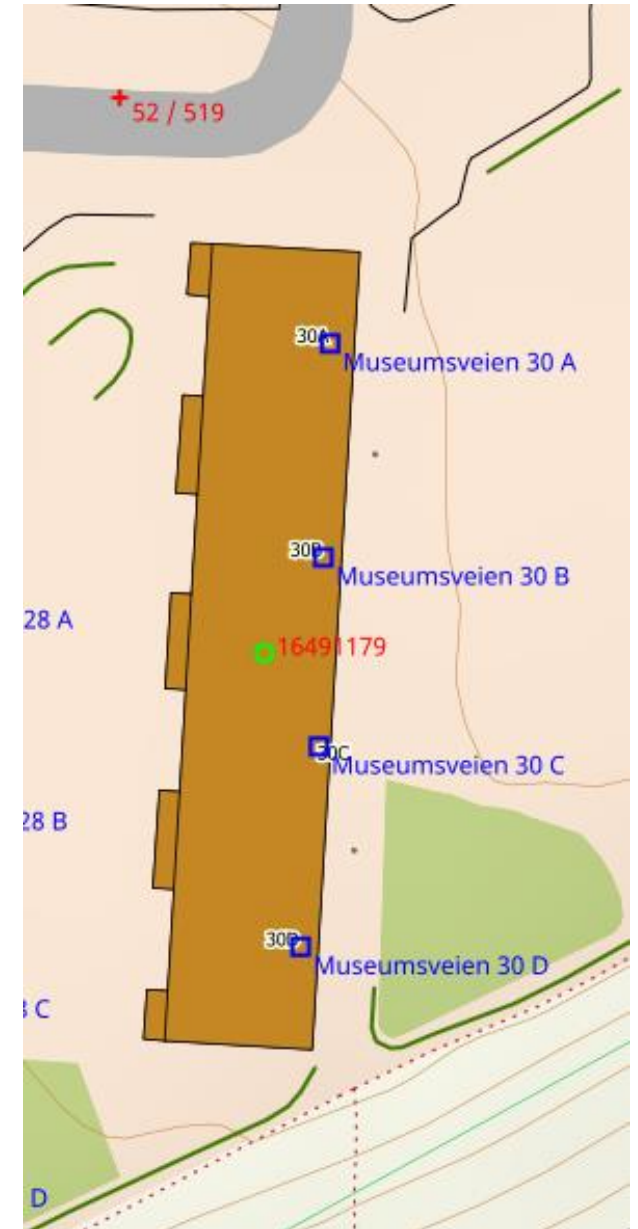 52 / 519
30A
Museumsveien 30 A
30B
Museumsveien 30 B
28 A
16491179
30C
Museumsveien 30 C
28 B
30D
Museumsveien 30 D
C
D